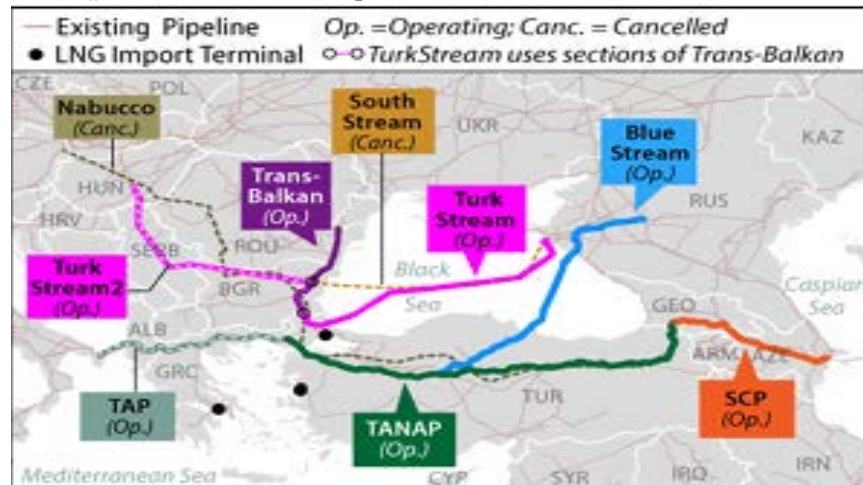 Existing Pipeline Op. =Operating; Canc. = Cancelled
LNG Import Terminal TurkStream uses sections of Trans-Balkan
CZE
POL
Nabucco
(Canc.)
South
Stream
(Canc.)
UKR
Blue
Stream
(Op.)
KAZ
HUN
Trans-
Balkan
(Op.)
Turk
Stream
(Op.)
RUS
HRV
SERB
ROU
Turk
Stream2
(Op.)
BGR
Black
Sea
Caspian
Sea
ALB
GEO
GRC
ARM
AZE
TAP
(Op.)
TANAP
(Op.)
TUR
SCP
(Op.)
Mediterranean Sea
CYP
SYR
IRQ
IRN